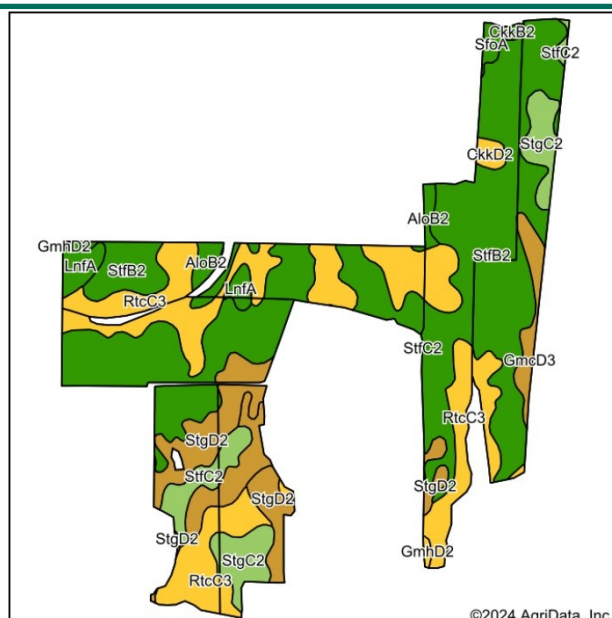 CkkB2
SfoA
StfC2
StgC2
CkkD2
AloB2
GmhD2
AloB2
StfB2
LnfA
StfB2
LnfA
RtcC3
StfC2
GmcD3
RtcC3
StgD2
StfC2
StgD2
StgD2
StgD2
GmhD2
StgC2
RtcC3
©2024 AgriData, Inc